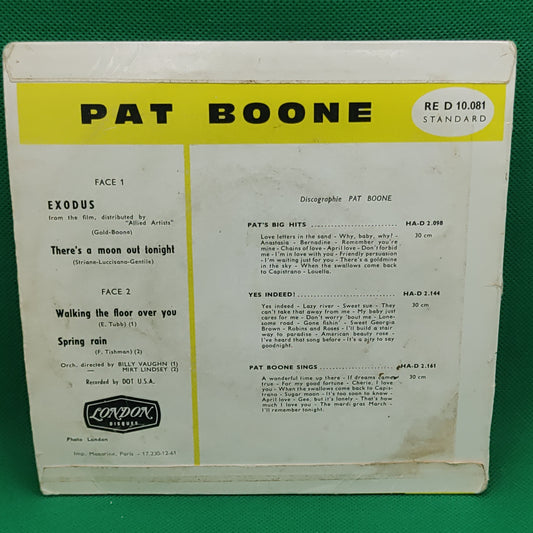 PAT BOONE
RE D 10.081
STANDARD
FACE 1
EXODUS
from the film, distributed by
"Allied Artists"
(Gold-Boone)
There's a moon out tonight
(Striane-Luccisano-Gentile)
FACE 2
Walking the floor over you
(E. Tubb) (1)
Spring rain
(F. Tishman) (2)
Orch. directed by BILLY VAUGHN (1)
— MIRT LINDSEY (2)
Recorded by DOT U.S.A.
LONDON
DISQUES
Photo London
Imp. Mazarine, Paris - 17.230-12-61
Discographie PAT BOONE
PAT'S BIG HITS .......................... HA-D 2.098
30 cm
Love letters in the sand - Why, baby, why? -
Anastasia - Bernadine - Remember you're
mine - Chains of love - April love - Don't forbid
me - I'm in love with you - Friendly persuation
- I'm waiting just for you - There's a goldmine
in the sky - When the swallows come back to
Capistrano - Louella.
YES INDEED! .............................. HA-D 2.144
30 cm
Yes indeed - Lazy river - Sweet sue - They
can't take that away from me - My baby just
cares for me - Don't worry 'bout me - Lone-
some road - Gone fishin' - Sweet Georgia
Brown - Robins and Roses - I'll build a stair-
way to paradise - American beauty rose -
I've heard that song before - It's a pity to say
goodnight.
PAT BOONE SINGS .................... HA-D 2.161
30 cm
A wonderful time up there - If dreams came
true - For my good fortune - Cherie, I love
you - When the swallows come back to Capis-
trano - Sugar moon - It's too soon to know -
April love - Gee, but it's lonely - That's how
much I love you - The mardi gras March -
I'll remember tonight.